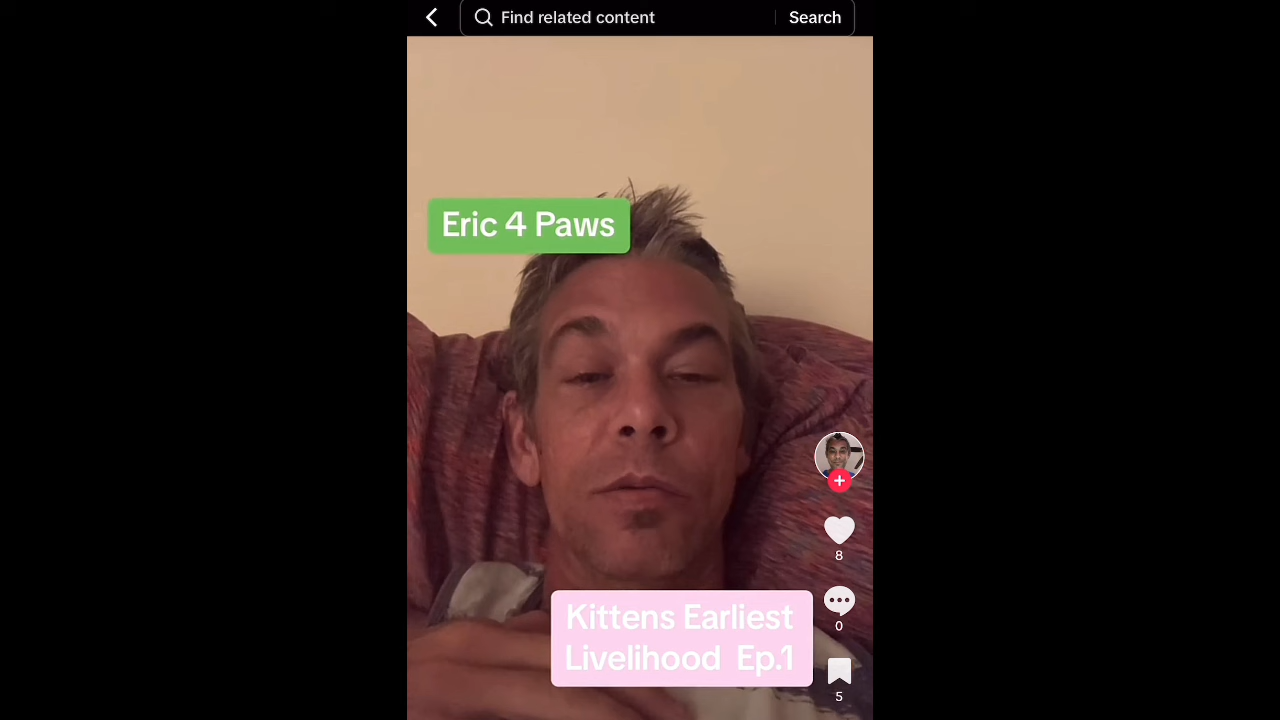 Find related content
Search
Eric 4 Paws
8
Kittens Earliest
Livelihood Ep.1
0
5